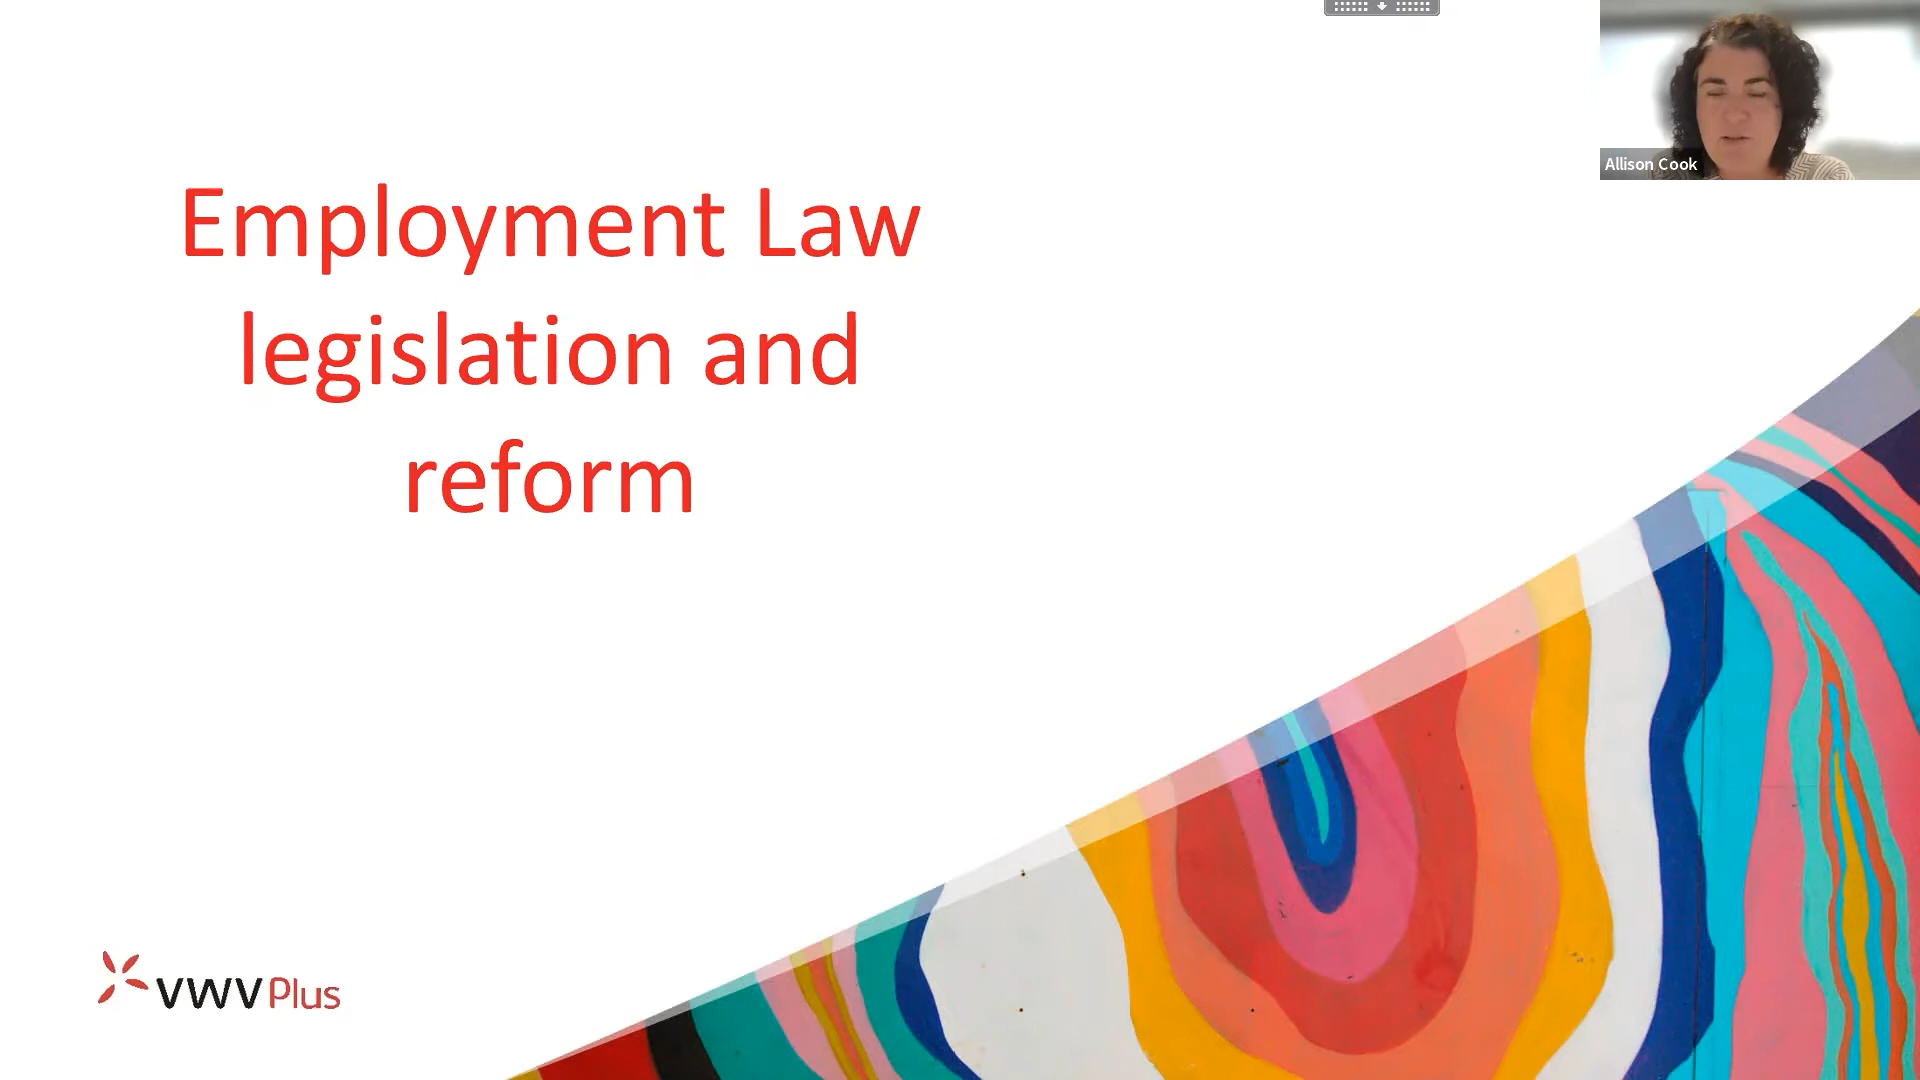 Employment Law
legislation and
reform
Allison Cook
VWV Plus